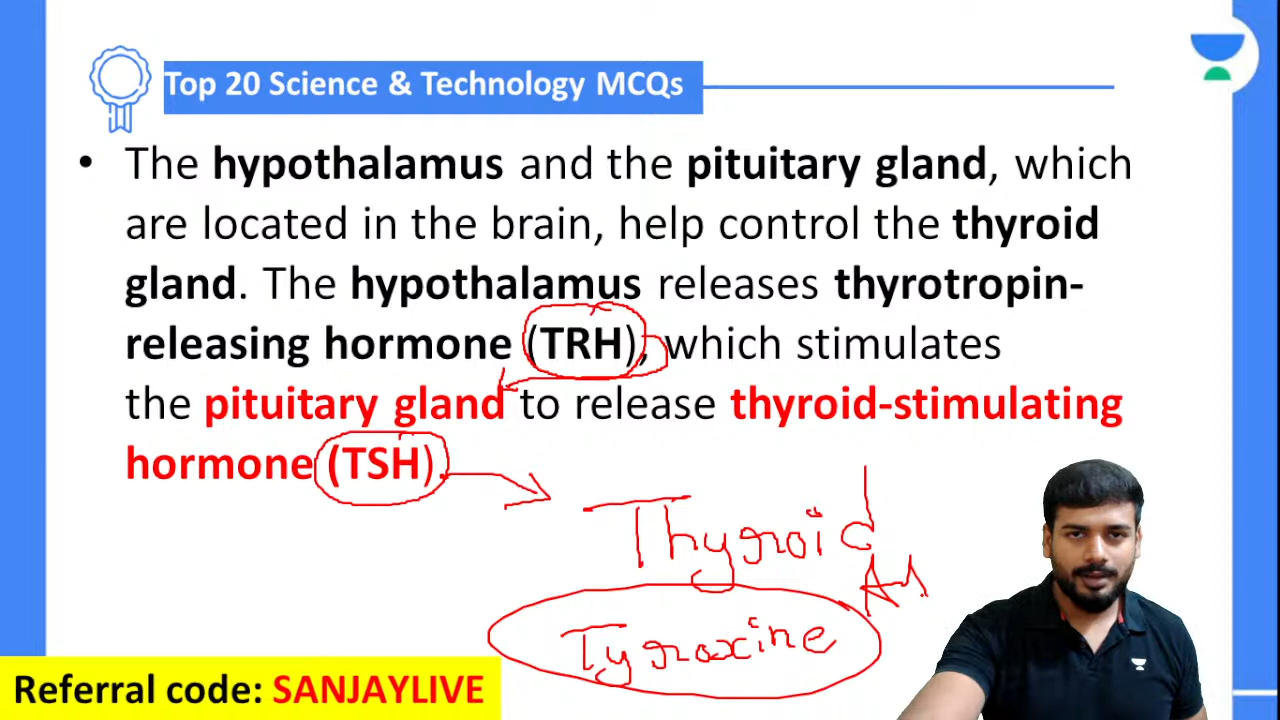 Top 20 Science & Technology MCQs
• The hypothalamus and the pituitary gland, which
are located in the brain, help control the thyroid
gland. The hypothalamus releases thyrotropin-
releasing hormone (TRH), which stimulates
the pituitary gland to release thyroid-stimulating
hormone (TSH).
Thyroid
Tyroxine
Referral code: SANJAYLIVE